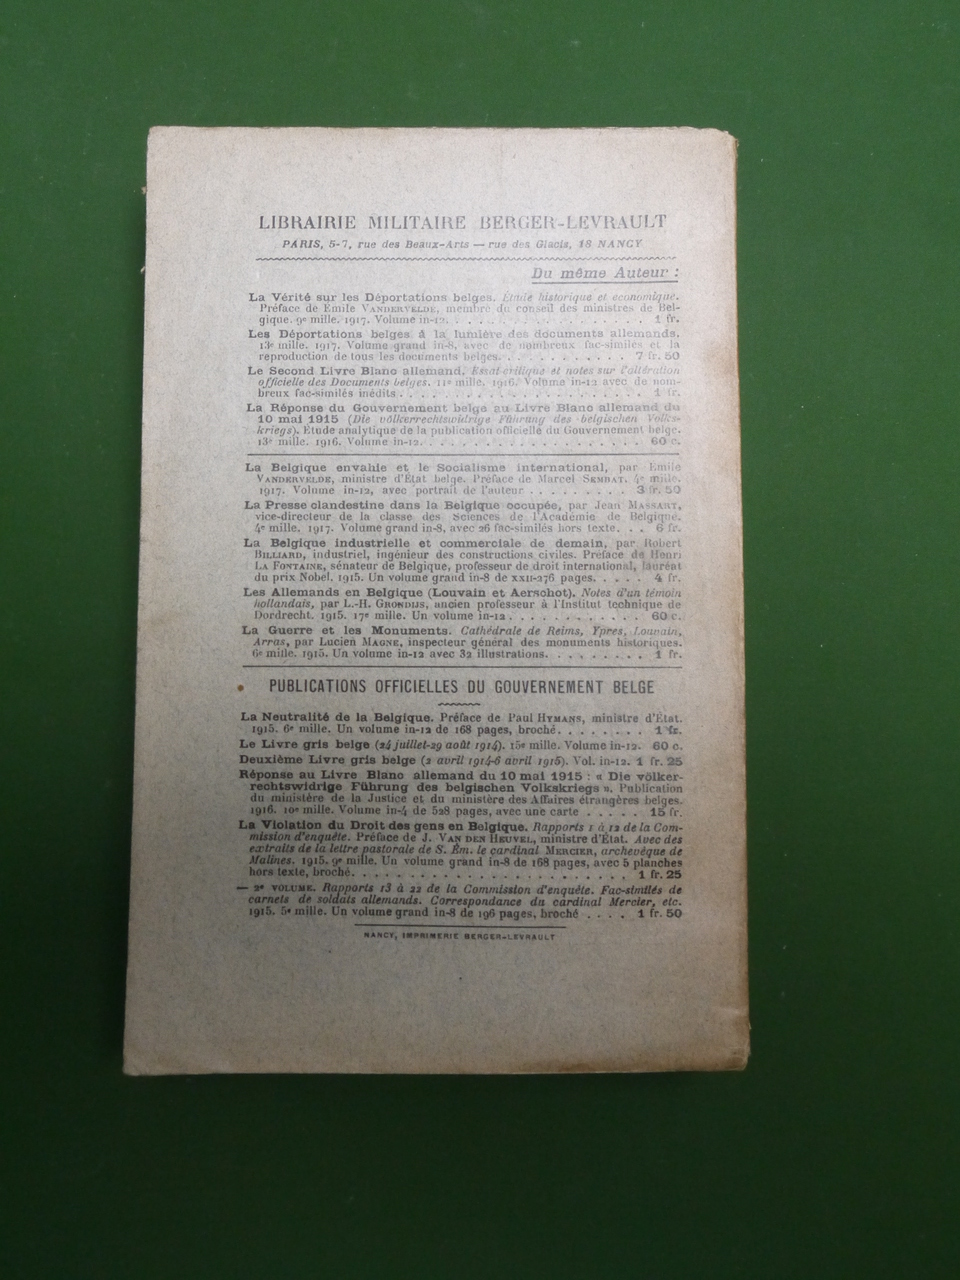 LIBRAIRIE MILITAIRE BERGER-LEVRAULT
PARIS, 5-7, rue des Beaux-Arts — rue des Glacis, 18 NANCY
Du même Auteur :
La Vérité sur les Déportations belges. Étude historique et économique.
Préface de Émile VANDERVELDE, membre du conseil des ministres de Bel-
gique. 9e mille. 1917. Volume in-12. . . . . . . . . . . . . . . . . 1 fr.
Les Déportations belges à la lumière des documents allemands.
13e mille. 1917. Volume grand in-8, avec de nombreux fac-similés et la
reproduction de tous les documents belges. . . . . . . . . . 7 fr. 50
Le Second Livre Blanc allemand. Essai critique et notes sur l'altération
officielle des Documents belges. 11e mille. 1916. Volume in-12 avec de nom-
breux fac-similés inédits . . . . . . . . . . . . . . . . . . . . . 1 fr.
La Réponse du Gouvernement belge au Livre Blanc allemand du
10 mai 1915 (Die völkerrechtswidrige Führung des belgischen Volks-
kriegs). Étude analytique de la publication officielle du Gouvernement belge.
13e mille. 1916. Volume in-12. . . . . . . . . . . . . . . . . . 60 c.
La Belgique envahie et le Socialisme international, par Émile
VANDERVELDE, ministre d'État belge. Préface de Marcel SEMBAT. 4e mille.
1917. Volume in-12, avec portrait de l'auteur . . . . . . . . . 3 fr. 50
La Presse clandestine dans la Belgique occupée, par Jean MASSART,
vice-directeur de la classe des Sciences de l'Académie de Belgique.
4e mille. 1917. Volume grand in-8, avec 26 fac-similés hors texte. . . 6 fr.
La Belgique industrielle et commerciale de demain, par Robert
BILLIARD, industriel, ingénieur des constructions civiles. Préface de Henri
LA FONTAINE, sénateur de Belgique, professeur de droit international, lauréat
du prix Nobel. 1915. Un volume grand in-8 de XXII-276 pages. . . . . 4 fr.
Les Allemands en Belgique (Louvain et Aerschot). Notes d'un témoin
hollandais, par L.-H. GRONDIJS, ancien professeur à l'Institut technique de
Dordrecht. 1915. 17e mille. Un volume in-12 . . . . . . . . . . . . 60 c.
La Guerre et les Monuments. Cathédrale de Reims, Ypres, Louvain,
Arras, par Lucien MAGNE, inspecteur général des monuments historiques.
6e mille. 1915. Un volume in-12 avec 32 illustrations. . . . . . . . . 1 fr.
PUBLICATIONS OFFICIELLES DU GOUVERNEMENT BELGE
La Neutralité de la Belgique. Préface de Paul HYMANS, ministre d'État.
1915. 6e mille. Un volume in-12 de 168 pages, broché. . . . . . . . 1 fr.
Le Livre gris belge (24 juillet-29 août 1914). 15e mille. Volume in-12. 60 c.
Deuxième Livre gris belge (2 avril 1914-6 avril 1915). Vol. in-12. 1 fr. 25
Réponse au Livre Blanc allemand du 10 mai 1915 : « Die völker-
rechtswidrige Führung des belgischen Volkskriegs ». Publication
du ministère de la Justice et du ministère des Affaires étrangères belges.
1916. 10e mille. Volume in-4 de 528 pages, avec une carte . . . . . 15 fr.
La Violation du Droit des gens en Belgique. Rapports 1 à 12 de la Com-
mission d'enquête. Préface de J. VAN DEN HEUVEL, ministre d'État. Avec des
extraits de la lettre pastorale de S. Ém. le cardinal MERCIER, archevêque de
Malines. 1915. 9e mille. Un volume grand in-8 de 168 pages, avec 5 planches
hors texte, broché. . . . . . . . . . . . . . . . . . . . . . . 1 fr. 25
— 2e VOLUME. Rapports 13 à 22 de la Commission d'enquête. Fac-similés de
carnets de soldats allemands. Correspondance du cardinal Mercier, etc.
1915. 5e mille. Un volume grand in-8 de 196 pages, broché . . . . 1 fr. 50
NANCY, IMPRIMERIE BERGER-LEVRAULT